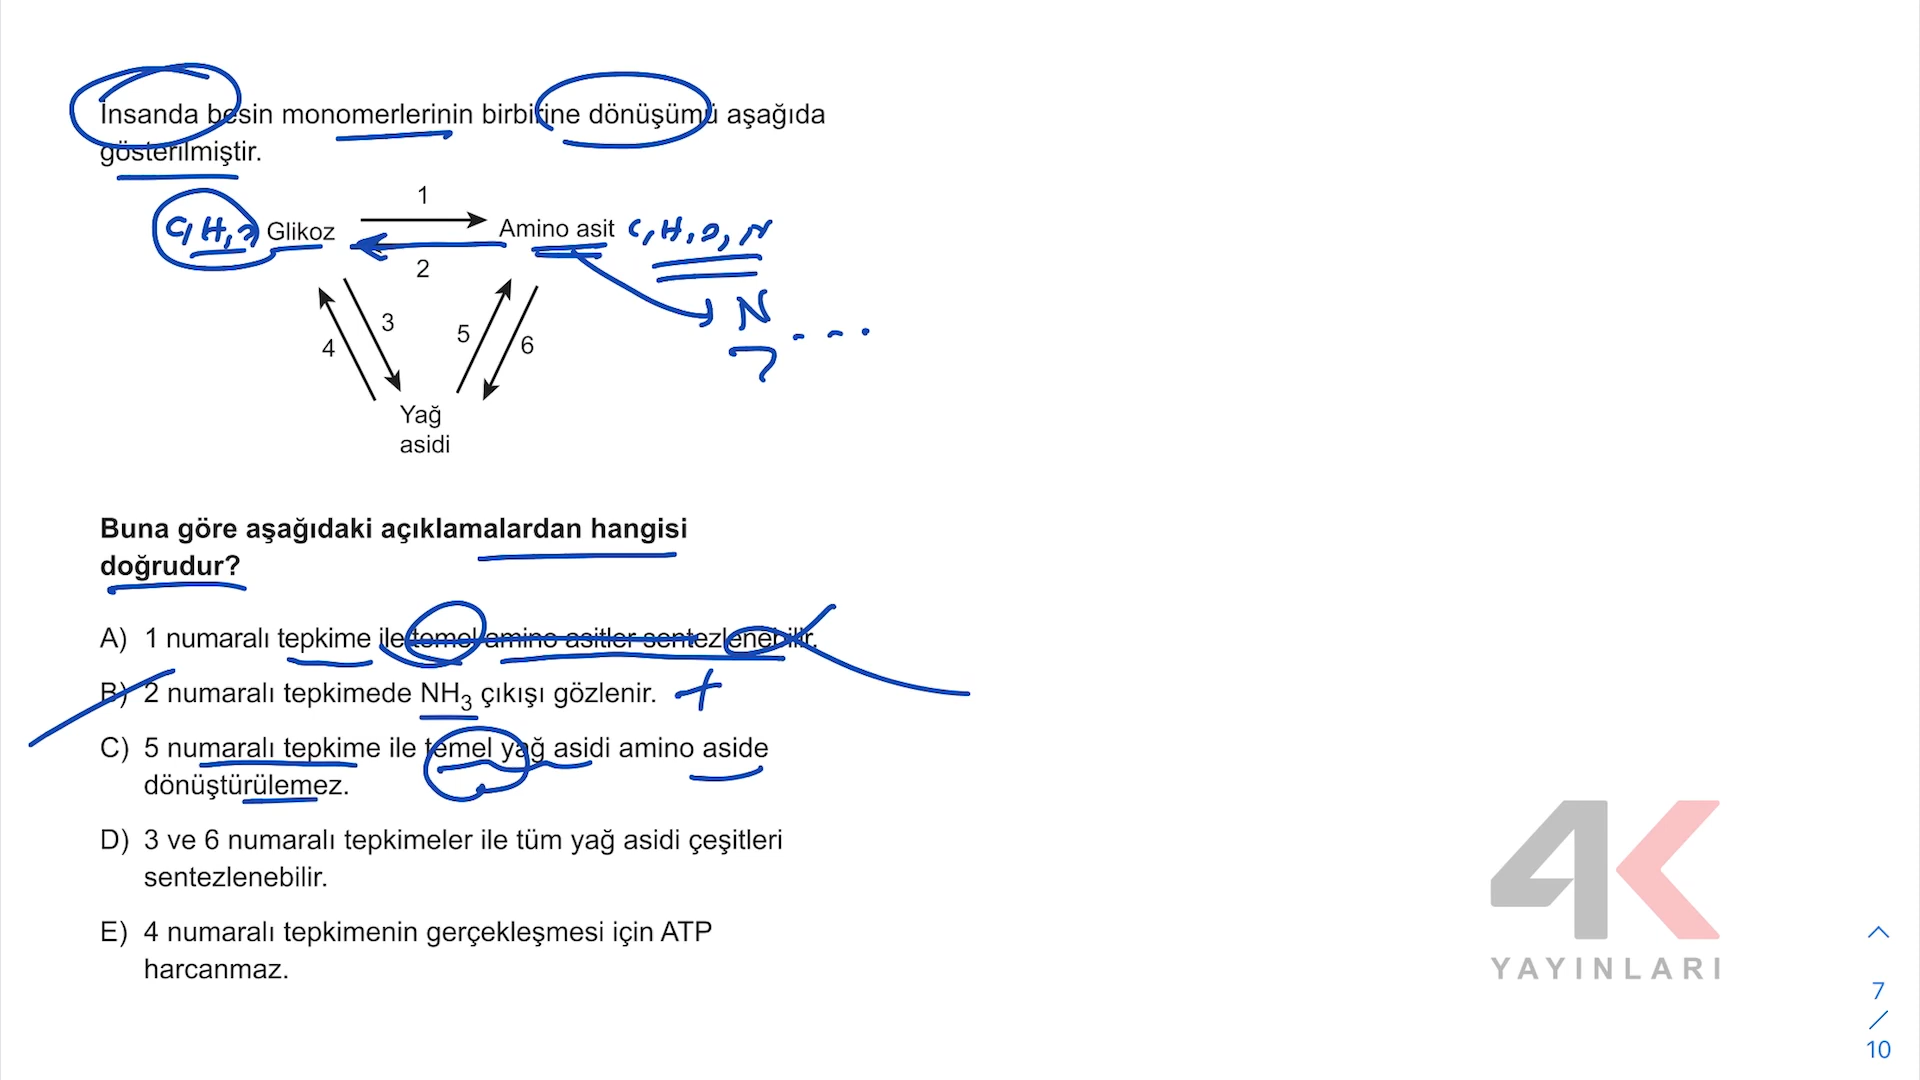 İnsanda besin monomerlerinin birbirine dönüşümü aşağıda
gösterilmiştir.
1
C, H, O Glikoz Amino asit C, H, O, N
2
N
3
5
4
6
Yağ
asidi
Buna göre aşağıdaki açıklamalardan hangisi
doğrudur?
A) 1 numaralı tepkime ile temel amino asitler sentezlenebilir.
B) 2 numaralı tepkimede NH3 çıkışı gözlenir. +
C) 5 numaralı tepkime ile temel yağ asidi amino aside
dönüştürülemez.
D) 3 ve 6 numaralı tepkimeler ile tüm yağ asidi çeşitleri
sentezlenebilir.
E) 4 numaralı tepkimenin gerçekleşmesi için ATP
harcanmaz.
4K
YAYINLARI
7
/
10